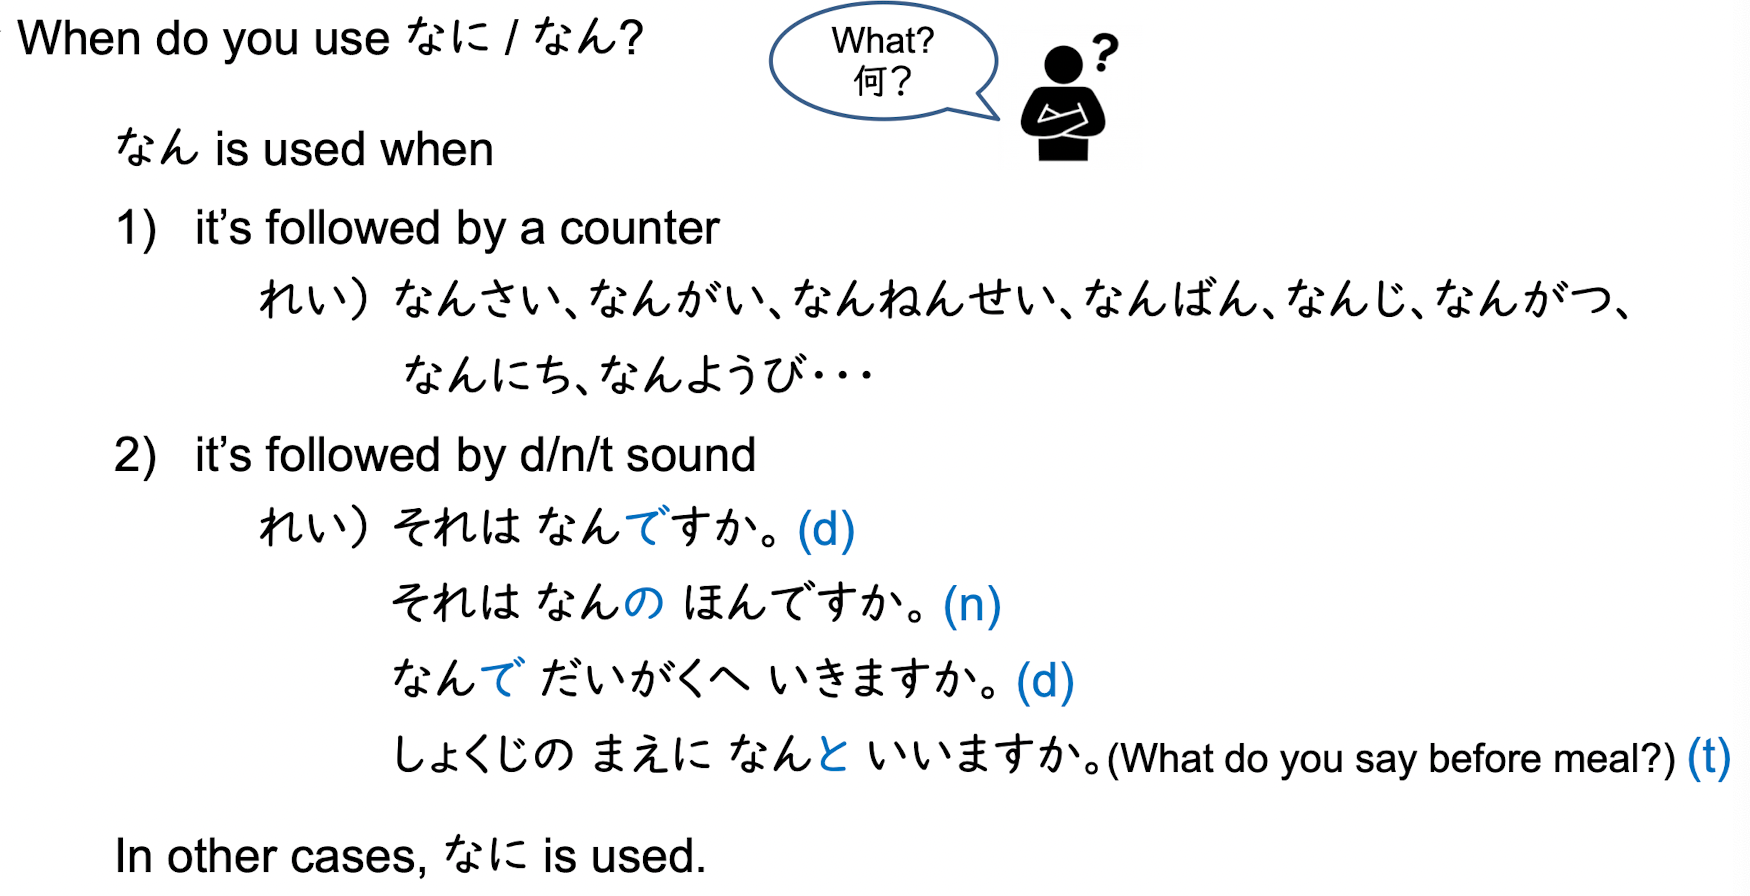 When do you use なに / なん?
What?
何？
?
なん is used when
1) it's followed by a counter
れい）なんさい、なんがい、なんねんせい、なんばん、なんじ、なんがつ、
なんにち、なんようび・・・
2) it's followed by d/n/t sound
れい）それは なんですか。(d)
それは なんの ほんですか。(n)
なんで だいがくへ いきますか。(d)
しょくじの まえに なんと いいますか。(What do you say before meal?) (t)
In other cases, なに is used.